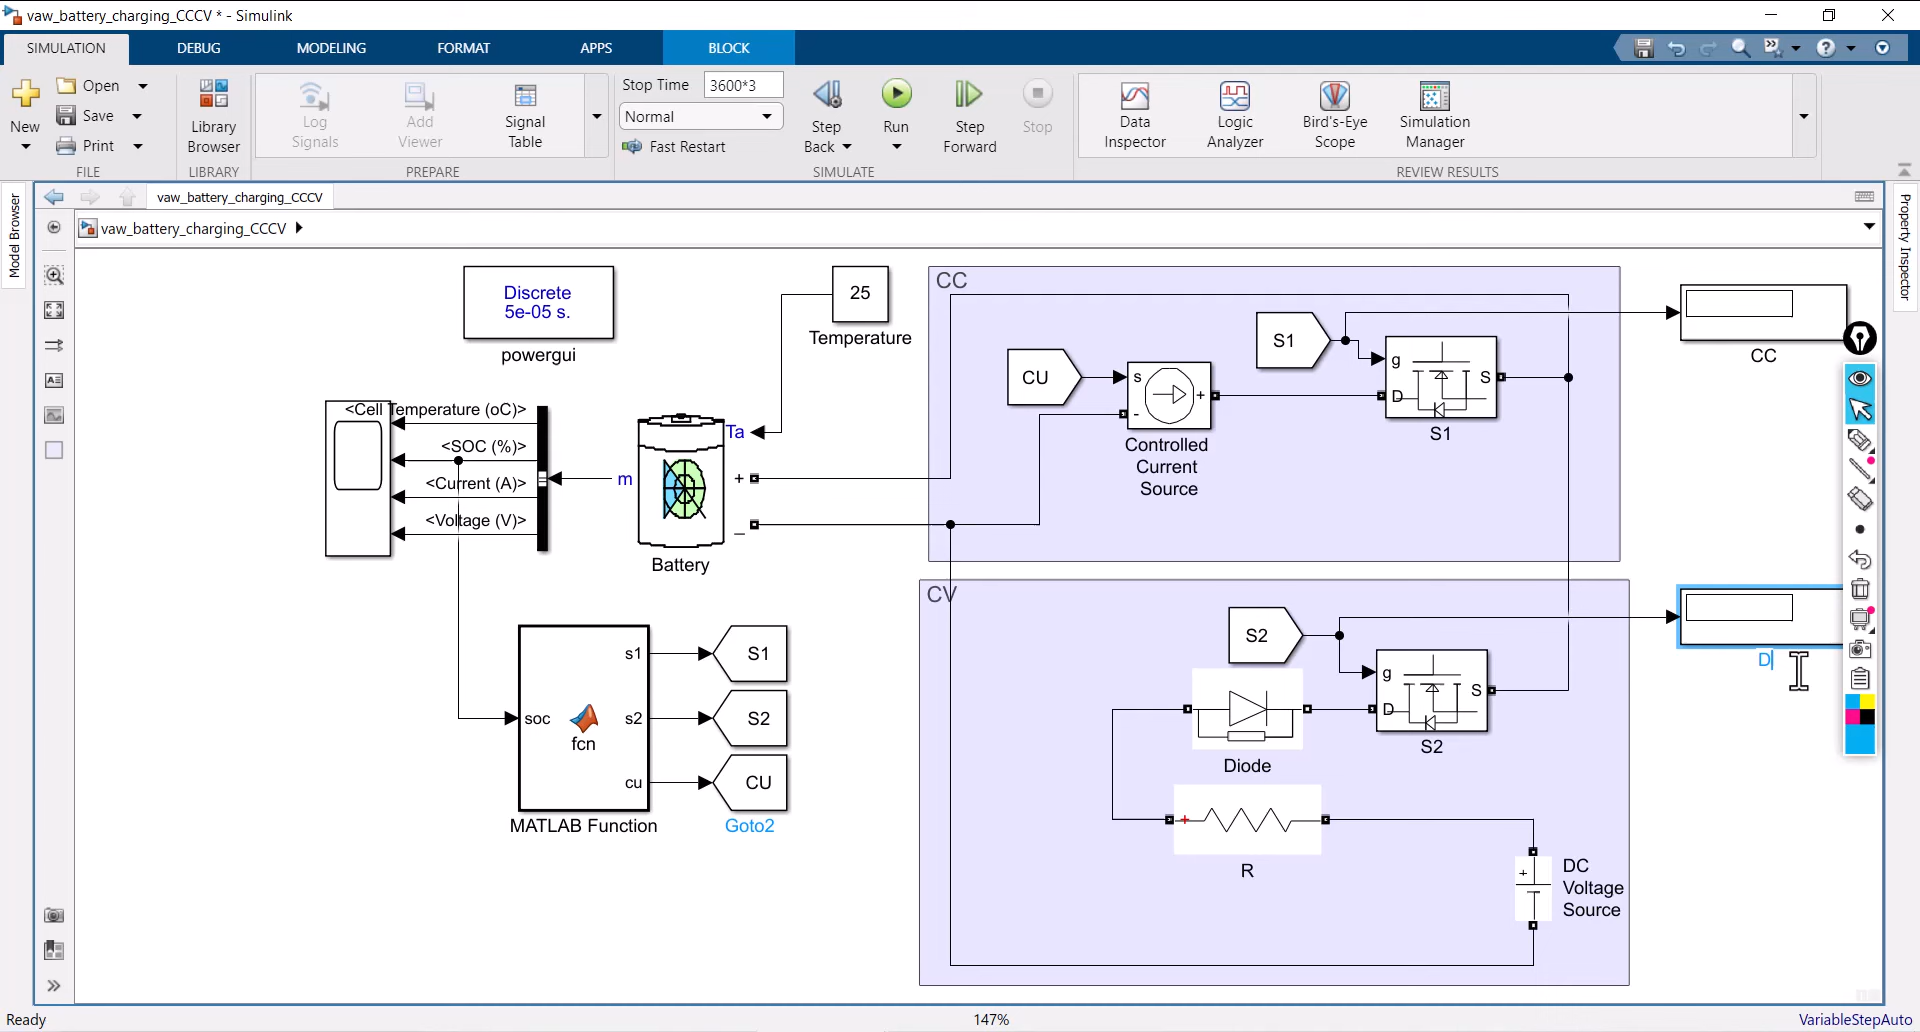 vaw_battery_charging_CCCV * - Simulink
SIMULATION
DEBUG
MODELING
FORMAT
APPS
BLOCK
New
Open
Save
Print
FILE
Library
Browser
LIBRARY
Log
Signals
Add
Viewer
Signal
Table
PREPARE
Stop Time 3600*3
Normal
Fast Restart
Step
Back
Run
Step
Forward
Stop
SIMULATE
Data
Inspector
Logic
Analyzer
Bird's-Eye
Scope
Simulation
Manager
REVIEW RESULTS
Model Browser
Property Inspector
vaw_battery_charging_CCCV
vaw_battery_charging_CCCV
Discrete
5e-05 s.
powergui
25
Temperature
<Cell Temperature (oC)>
<SOC (%)>
<Current (A)>
<Voltage (V)>
m
Ta
+
_
Battery
CC
CU
s
-
+
Controlled
Current
Source
S1
g
D
S
S1
CC
CV
S2
g
D
S
S2
D
Diode
+
R
+
DC
Voltage
Source
soc
fcn
s1
s2
cu
MATLAB Function
S1
S2
CU
Goto2
Ready
147%
VariableStepAuto